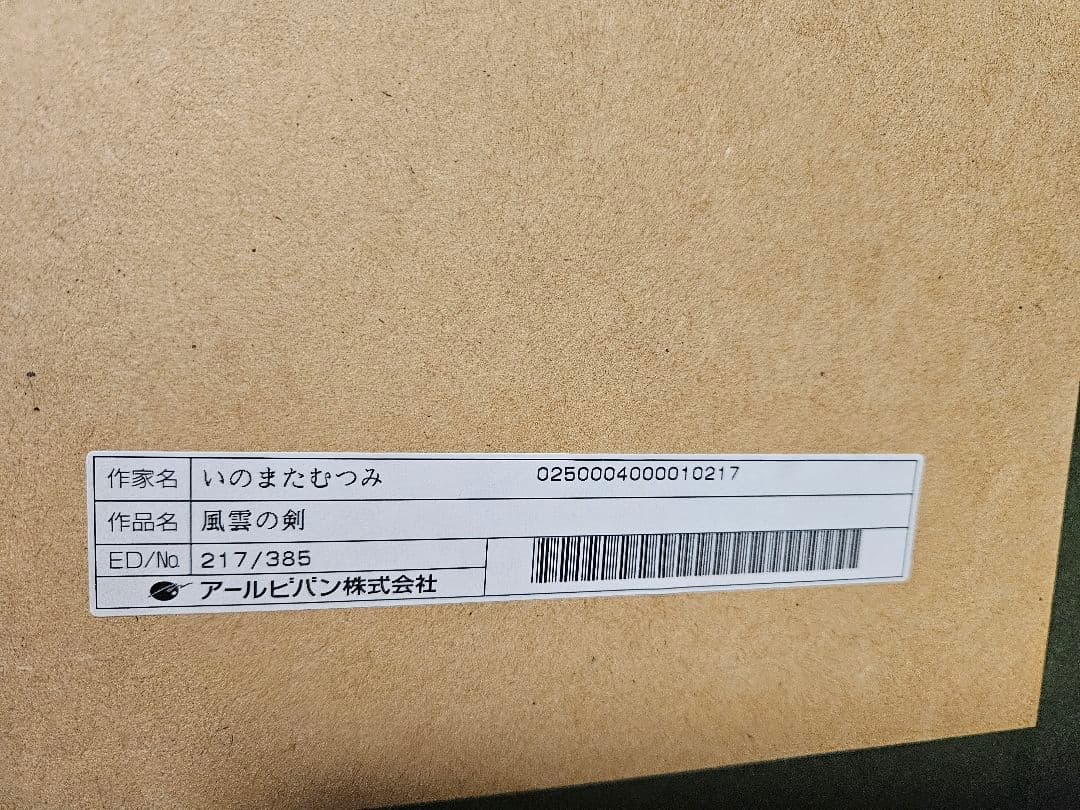 作家名 いのまたむつみ 0250004000010217
作品名 風雲の剣
ED/No. 217/385
アールビバン株式会社